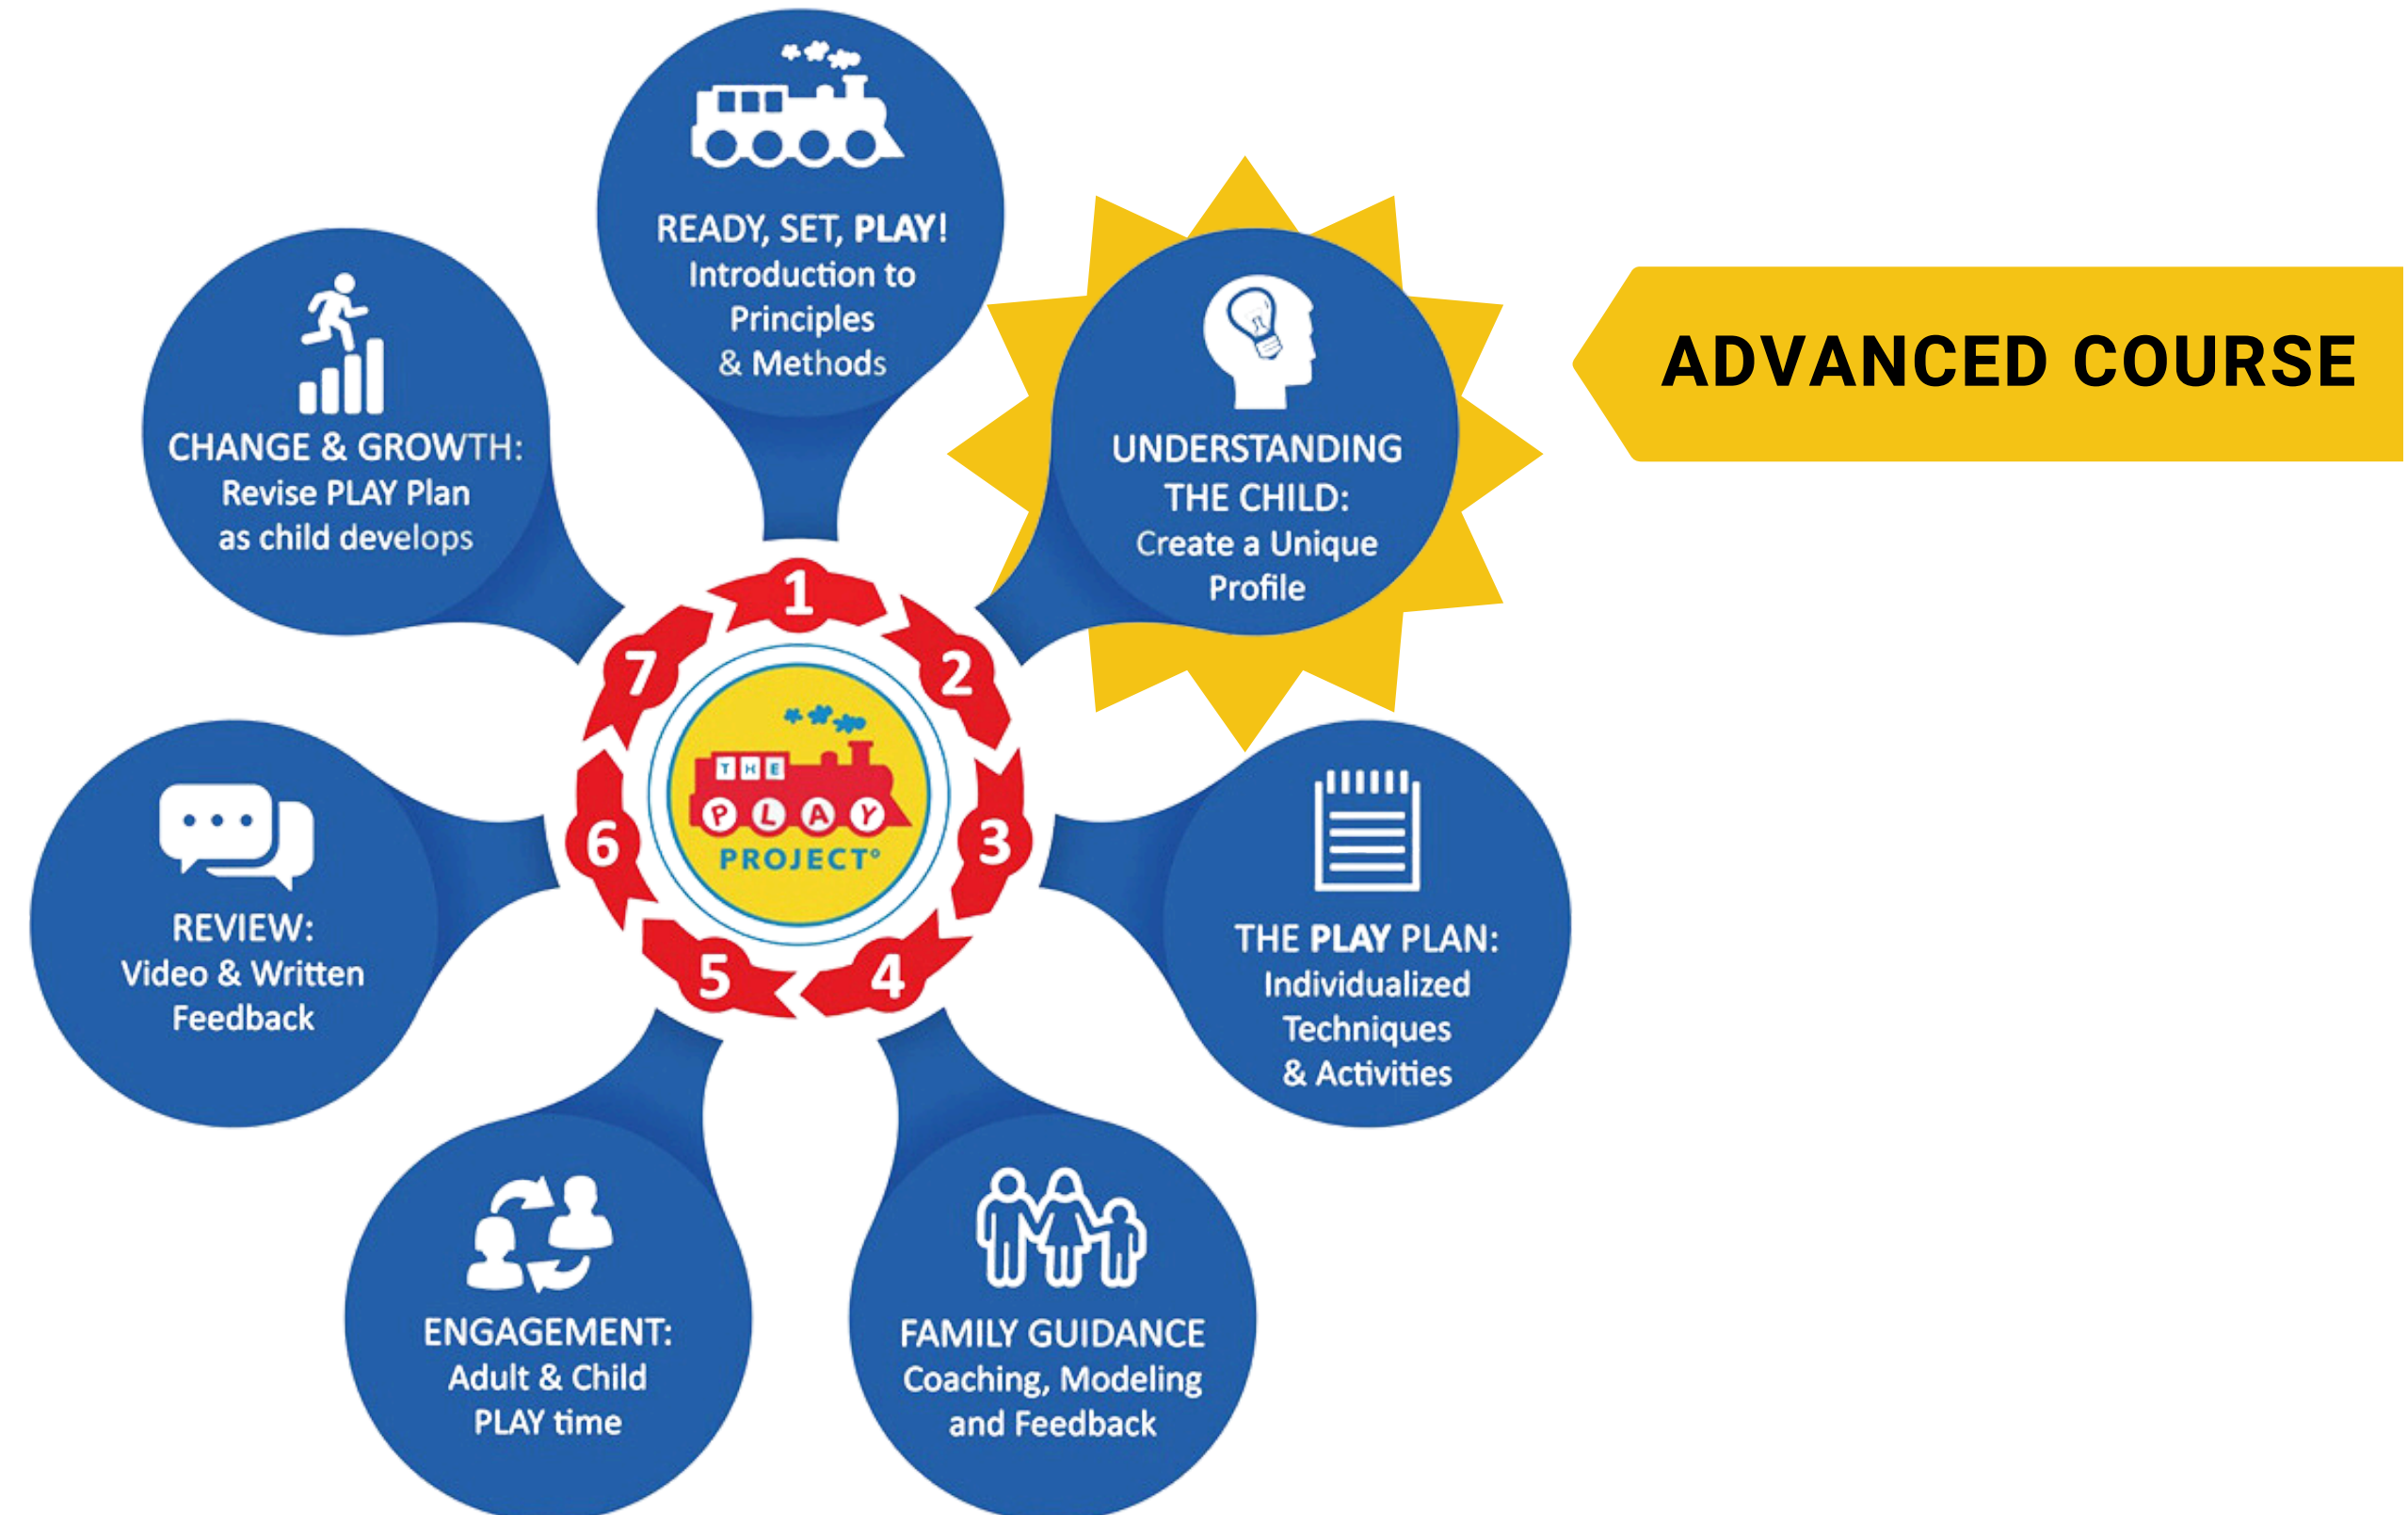 READY, SET, PLAY!
Introduction to
Principles
& Methods
UNDERSTANDING
THE CHILD:
Create a Unique
Profile
ADVANCED COURSE
THE PLAY PLAN:
Individualized
Techniques
& Activities
FAMILY GUIDANCE
Coaching, Modeling
and Feedback
ENGAGEMENT:
Adult & Child
PLAY time
REVIEW:
Video & Written
Feedback
CHANGE & GROWTH:
Revise PLAY Plan
as child develops
1
2
3
4
5
6
7
THE
PLAY
PROJECT®